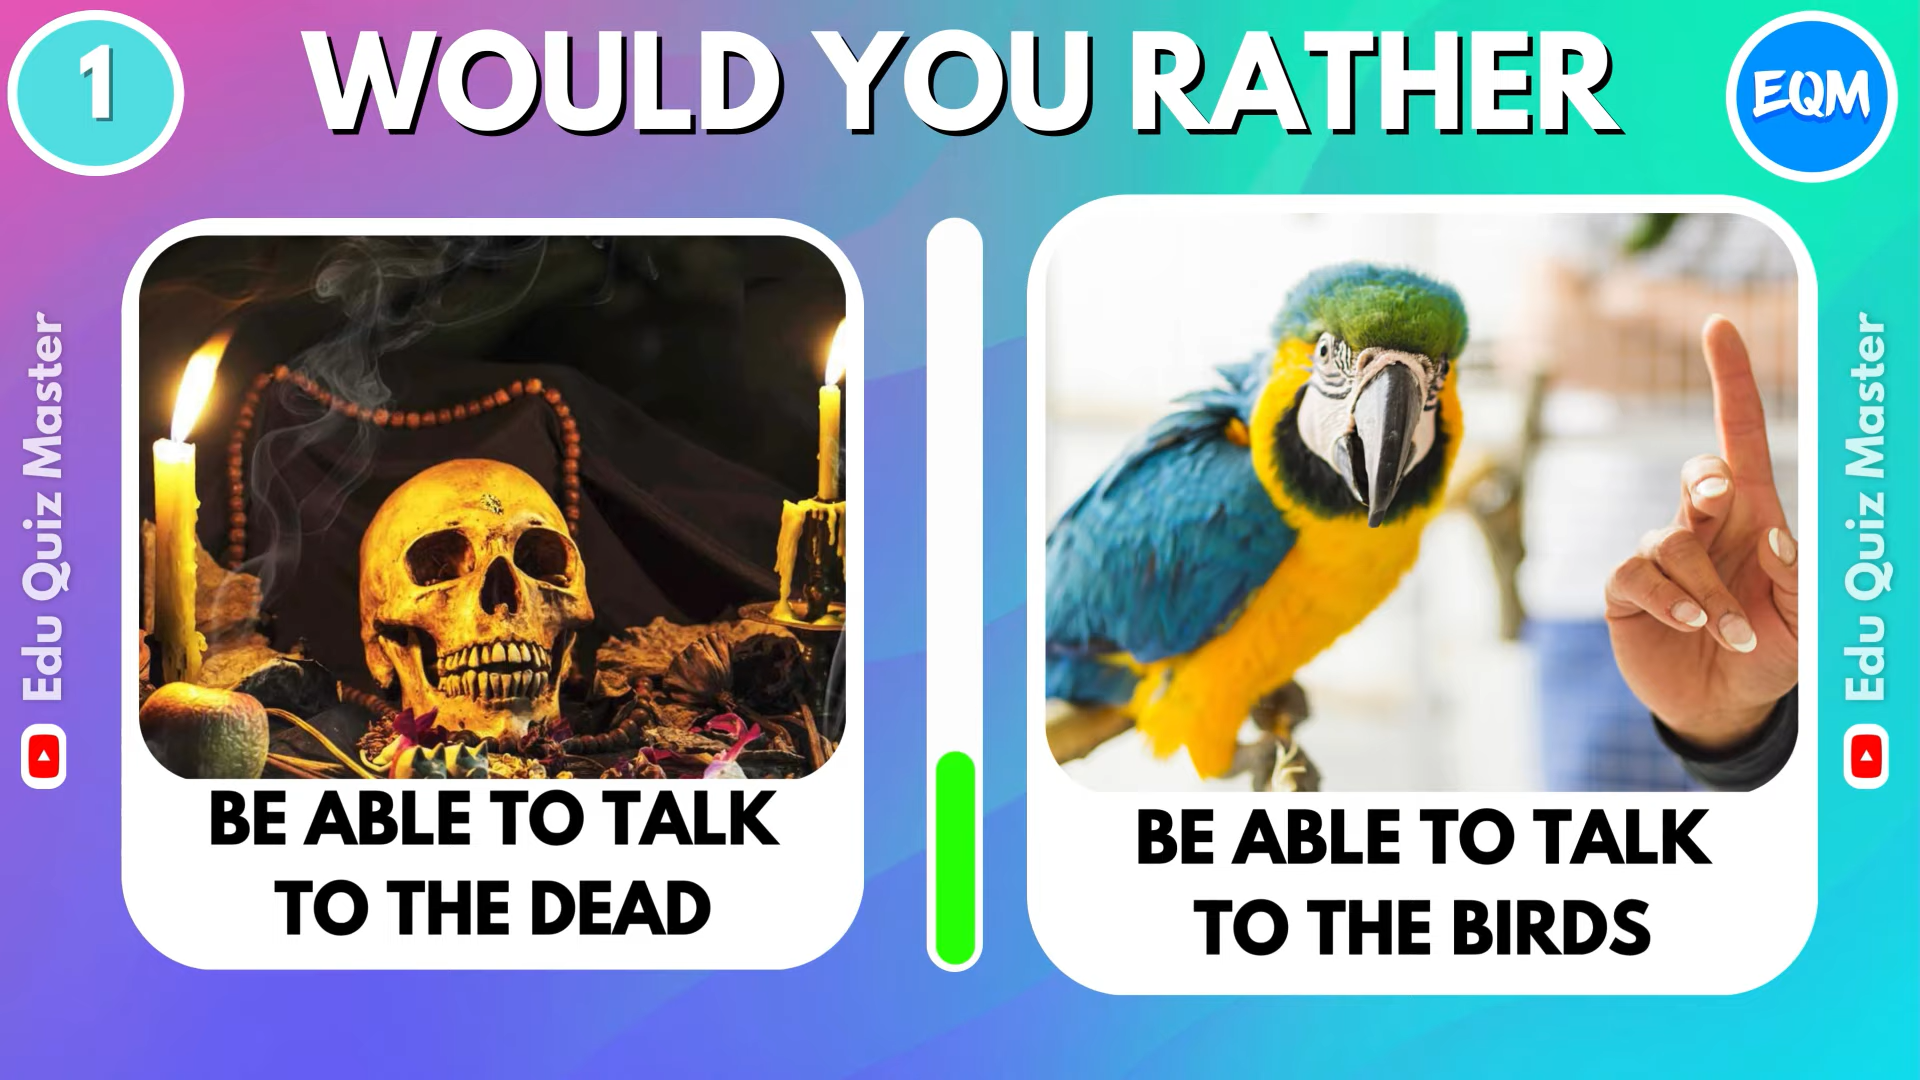 1
WOULD YOU RATHER
EQM
Edu Quiz Master
BE ABLE TO TALK
TO THE DEAD
BE ABLE TO TALK
TO THE BIRDS
Edu Quiz Master